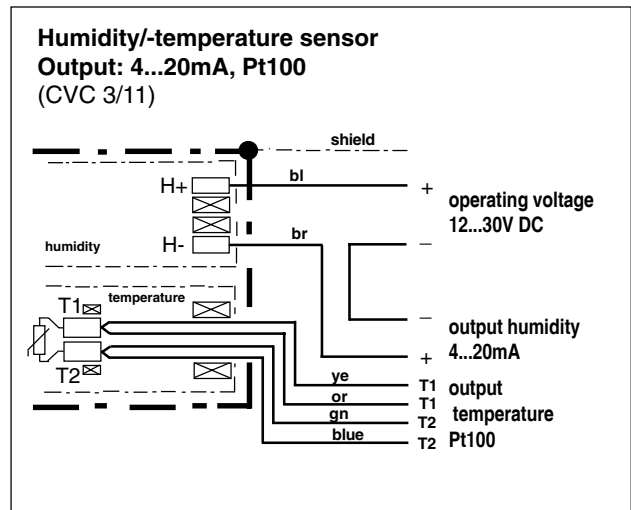 Humidity/-temperature sensor
Output: 4...20mA, Pt100
(CVC 3/11)
shield
H+
bl
+
operating voltage
12...30V DC
humidity
H-
br
–
temperature
–
output humidity
4...20mA
+
T1
T2
ye
T1
output
or
T1
temperature
gn
T2
blue
T2
Pt100